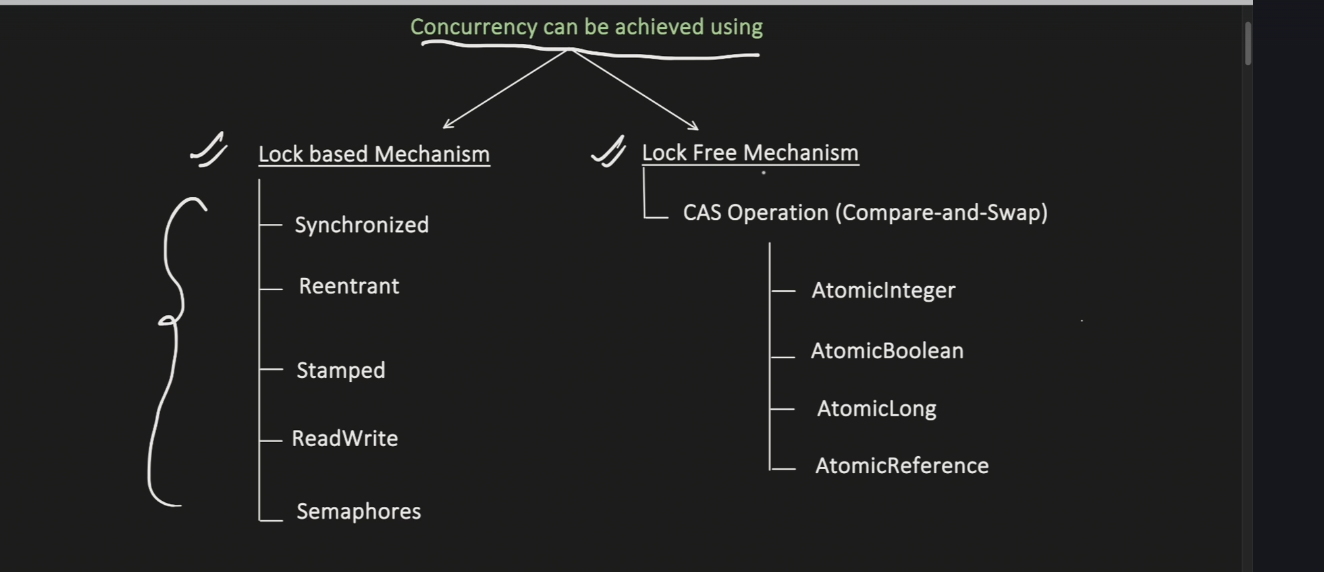 Concurrency can be achieved using
Lock based Mechanism
Synchronized
Reentrant
Stamped
ReadWrite
Semaphores
Lock Free Mechanism
CAS Operation (Compare-and-Swap)
AtomicInteger
AtomicBoolean
AtomicLong
AtomicReference